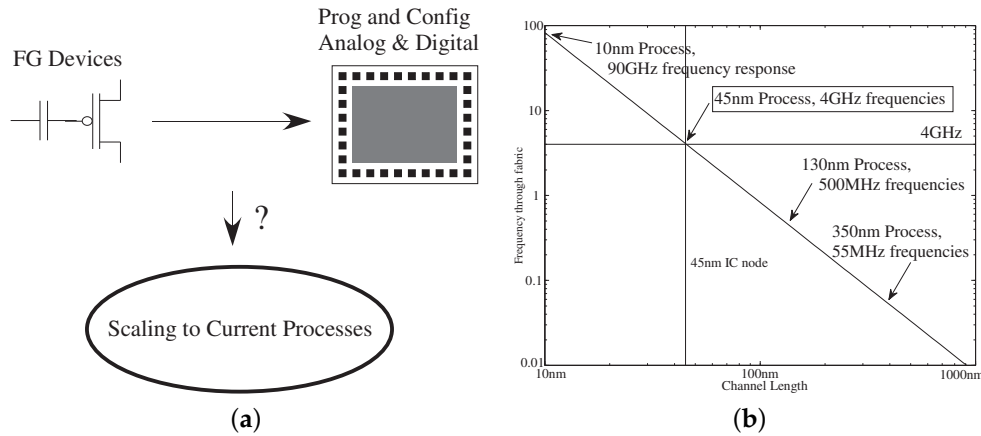 Prog and Config
Analog & Digital
FG Devices
?
Scaling to Current Processes
(a)
Frequency through fabric
100
10
1
0.1
0.01
10nm Process,
90GHz frequency response
45nm Process, 4GHz frequencies
4GHz
130nm Process,
500MHz frequencies
350nm Process,
55MHz frequencies
45nm IC node
10nm
100nm
1000nm
Channel Length
(b)